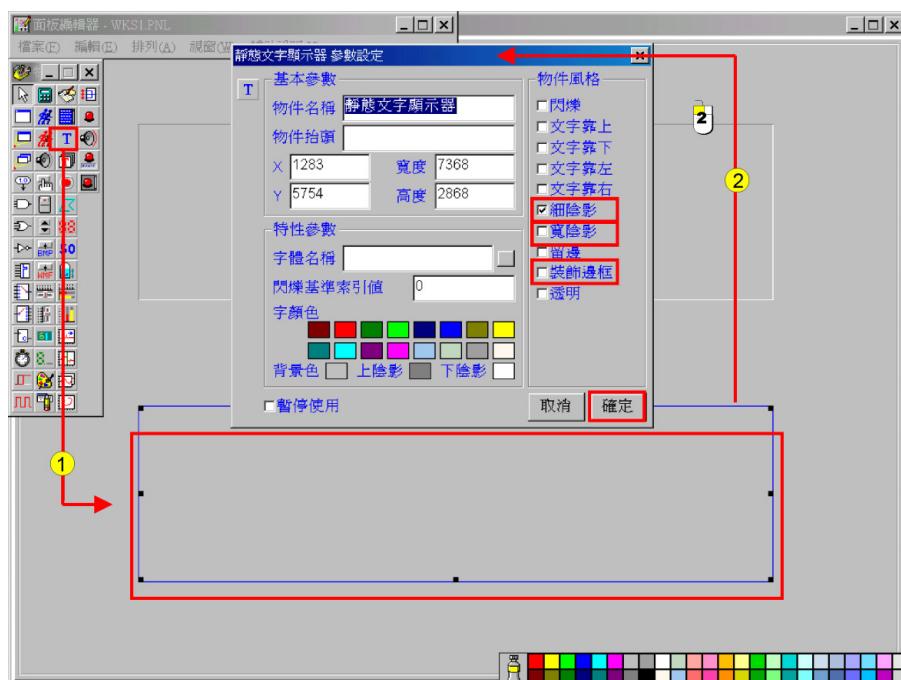 面板編輯器 - WKS1.PNL
檔案(F) 編輯(E) 排列(A) 視窗(W
靜態文字顯示器 參數設定
T
基本參數
物件名稱 靜態文字顯示器
物件抬頭
X 1283 寬度 7368
Y 5754 高度 2868
特性參數
字體名稱
閃爍基準索引值 0
字顏色
背景色 上陰影 下陰影
暫停使用
物件風格
閃爍
文字靠上
文字靠下
文字靠左
文字靠右
細陰影
寬陰影
留邊
裝飾邊框
透明
取消 確定
T
BMP 50
WMF
1
2
2